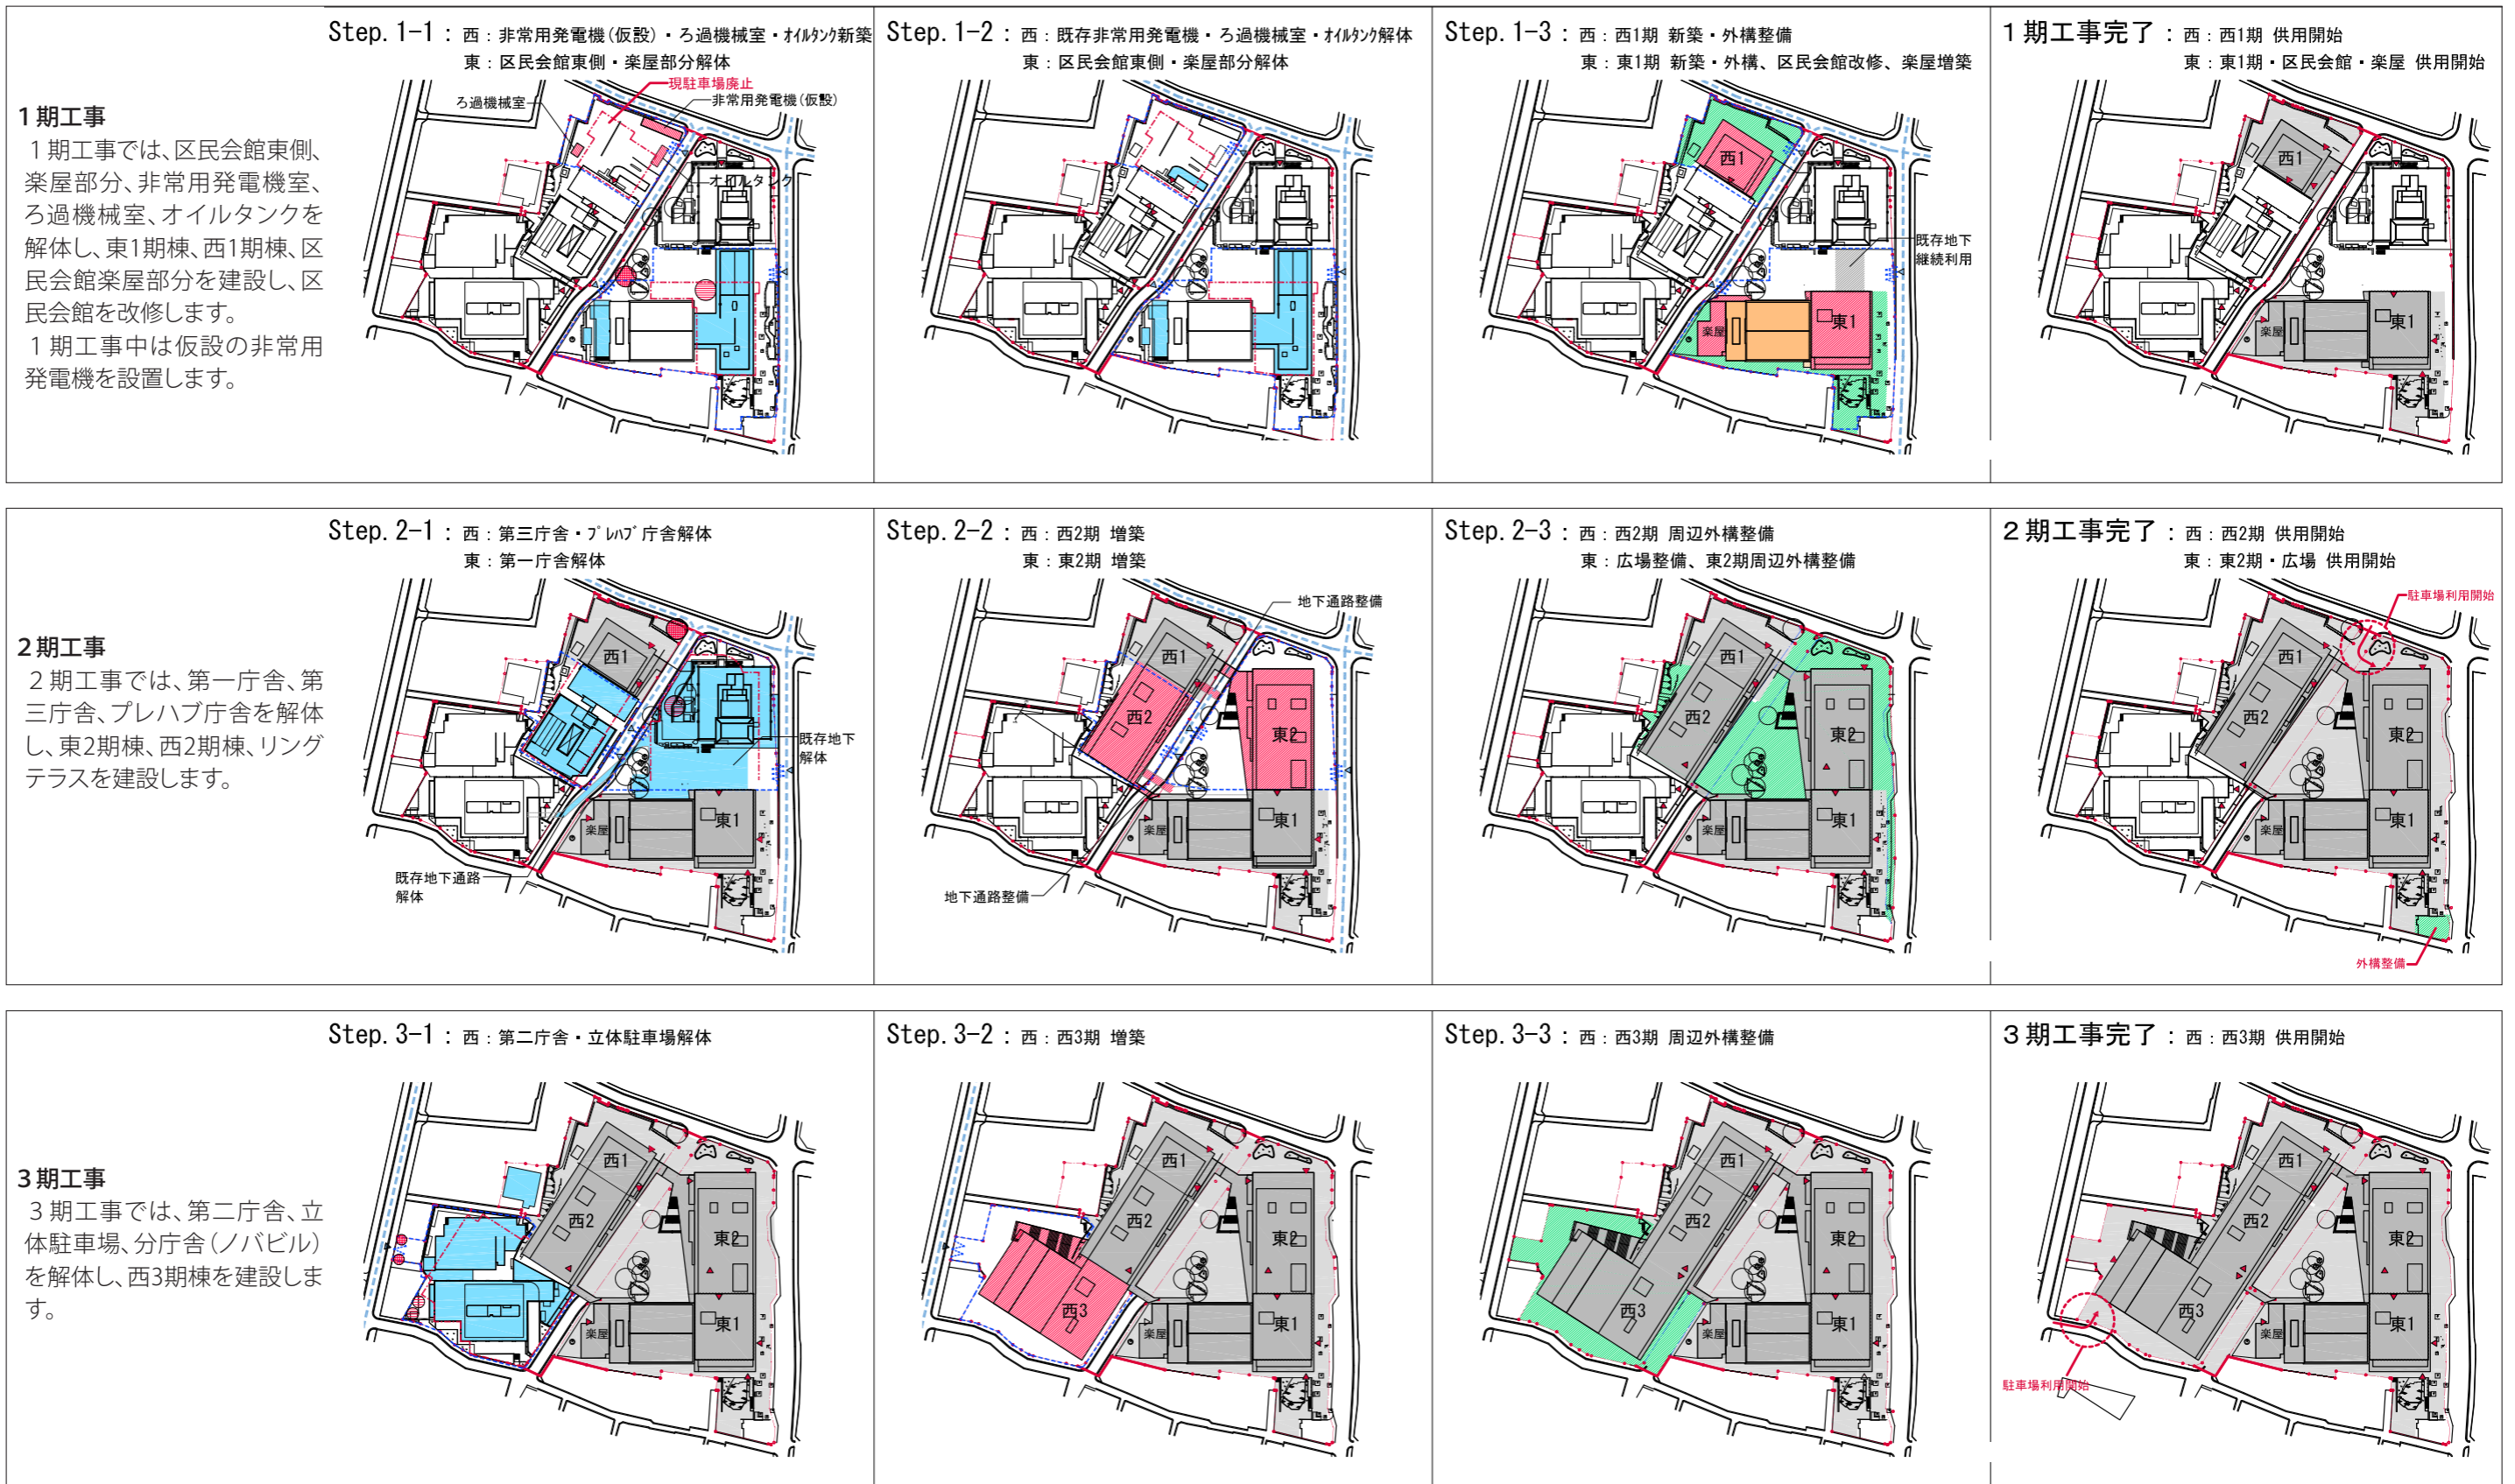 1期工事
１期工事では、区民会館東側、
楽屋部分、非常用発電機室、
ろ過機械室、オイルタンクを
解体し、東1期棟、西1期棟、区
民会館楽屋部分を建設し、区
民会館を改修します。
１期工事中は仮設の非常用
発電機を設置します。
Step.1-1：西：非常用発電機(仮設)・ろ過機械室・ｵｲﾙﾀﾝｸ新築
東：区民会館東側・楽屋部分解体
現駐車場廃止
ろ過機械室
非常用発電機(仮設)
オイルタンク
Step.1-2：西：既存非常用発電機・ろ過機械室・ｵｲﾙﾀﾝｸ解体
東：区民会館東側・楽屋部分解体
Step.1-3：西：西1期 新築・外構整備
東：東1期 新築・外構、区民会館改修、楽屋増築
西1
既存地下
継続利用
楽屋
東1
１期工事完了：西：西1期 供用開始
東：東1期・区民会館・楽屋 供用開始
西1
楽屋
東1
2期工事
２期工事では、第一庁舎、第
三庁舎、プレハブ庁舎を解体
し、東2期棟、西2期棟、リング
テラスを建設します。
Step.2-1：西：第三庁舎・ﾌﾟﾚﾊﾌﾞ庁舎解体
東：第一庁舎解体
西1
既存地下
解体
楽屋
東1
既存地下通路
解体
Step.2-2：西：西2期 増築
東：東2期 増築
地下通路整備
西1
西2
東2
楽屋
東1
地下通路整備
Step.2-3：西：西2期 周辺外構整備
東：広場整備、東2期周辺外構整備
西1
西2
東2
楽屋
東1
２期工事完了：西：西2期 供用開始
東：東2期・広場 供用開始
駐車場利用開始
西1
西2
東2
楽屋
東1
外構整備
3期工事
３期工事では、第二庁舎、立
体駐車場、分庁舎（ノバビル）
を解体し、西3期棟を建設しま
す。
Step.3-1：西：第二庁舎・立体駐車場解体
西1
西2
東2
楽屋
東1
Step.3-2：西：西3期 増築
西1
西2
東2
西3
楽屋
東1
Step.3-3：西：西3期 周辺外構整備
西1
西2
東2
西3
楽屋
東1
３期工事完了：西：西3期 供用開始
西1
西2
東2
西3
楽屋
東1
駐車場利用開始